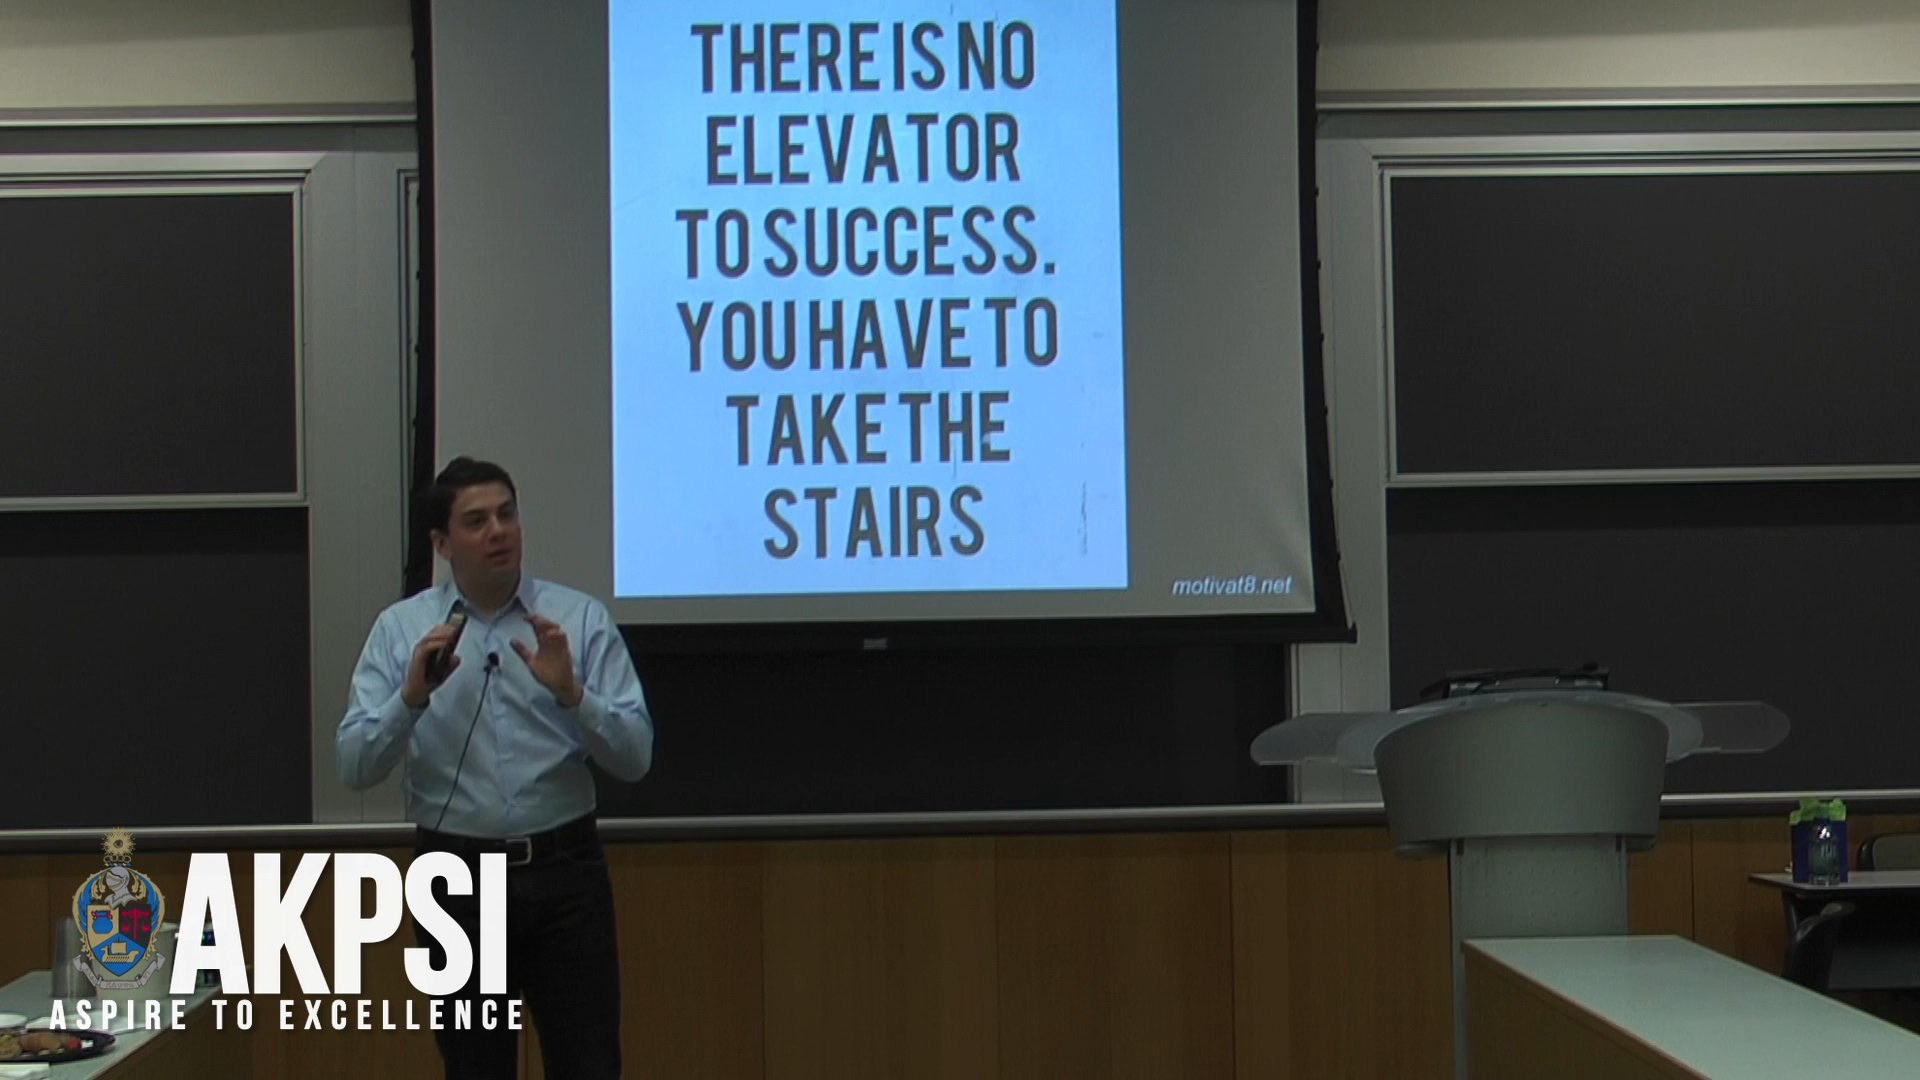 THERE IS NO
ELEVATOR
TO SUCCESS.
YOU HAVE TO
TAKE THE
STAIRS
motivat8.net
AKPSI
ASPIRE TO EXCELLENCE